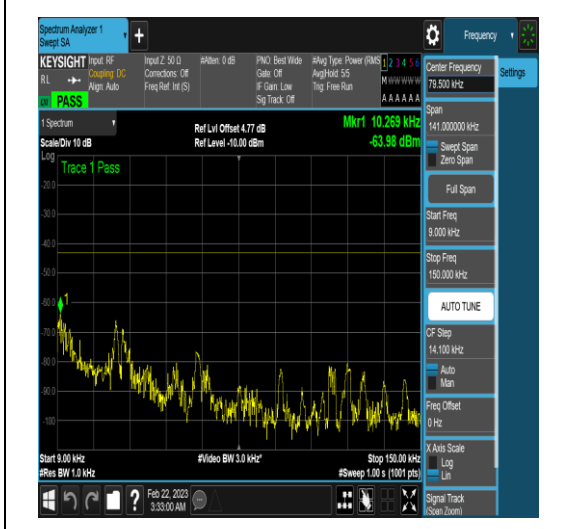 Spectrum Analyzer 1
Swept SA
Frequency
KEYSIGHT
RL
Input: RF
Coupling: DC
Align: Auto
Input Z: 50 Ω
Corrections: Off
Freq Ref: Int (S)
#Atten: 0 dB
PNO: Best Wide
Gate: Off
IF Gain: Low
Sig Track: Off
#Avg Type: Power (RMS
Avg|Hold: 5/5
Trig: Free Run
1 2 3 4 5 6
M W W W W W
A A A A A A
PASS
1 Spectrum
Scale/Div 10 dB
Ref Lvl Offset 4.77 dB
Ref Level -10.00 dBm
Mkr1 10.269 kHz
-63.98 dBm
Log
Trace 1 Pass
-20.0
-30.0
-40.0
-50.0
-60.0
-70.0
-80.0
-90.0
-100
1
Start 9.00 kHz
#Res BW 1.0 kHz
#Video BW 3.0 kHz*
Stop 150.00 kHz
#Sweep 1.00 s (1001 pts)
Feb 22, 2023
3:33:00 AM
Center Frequency
79.500 kHz
Settings
Span
141.000000 kHz
Swept Span
Zero Span
Full Span
Start Freq
9.000 kHz
Stop Freq
150.000 kHz
AUTO TUNE
CF Step
14.100 kHz
Auto
Man
Freq Offset
0 Hz
X Axis Scale
Log
Lin
Signal Track
(Span Zoom)